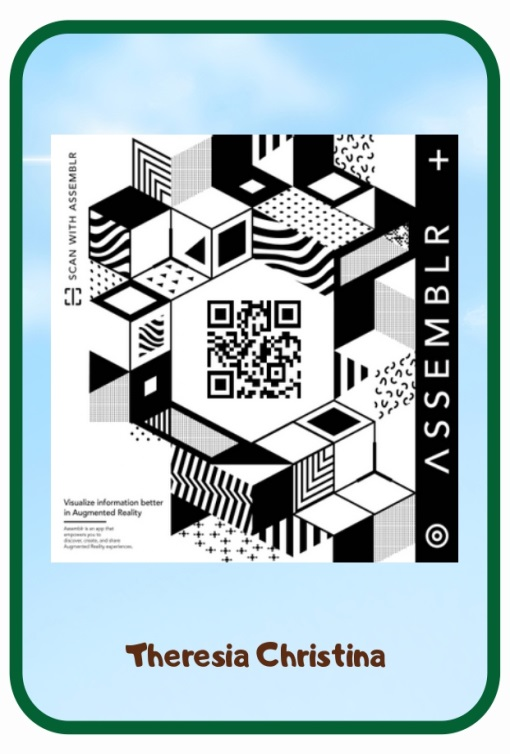 SCAN WITH ASSEMBLR
ASSEMBLR
Visualize information better
in Augmented Reality
Assemblr is an app that
empowers you to
discover, create, and share
Augmented Reality experiences.
Theresia Christina